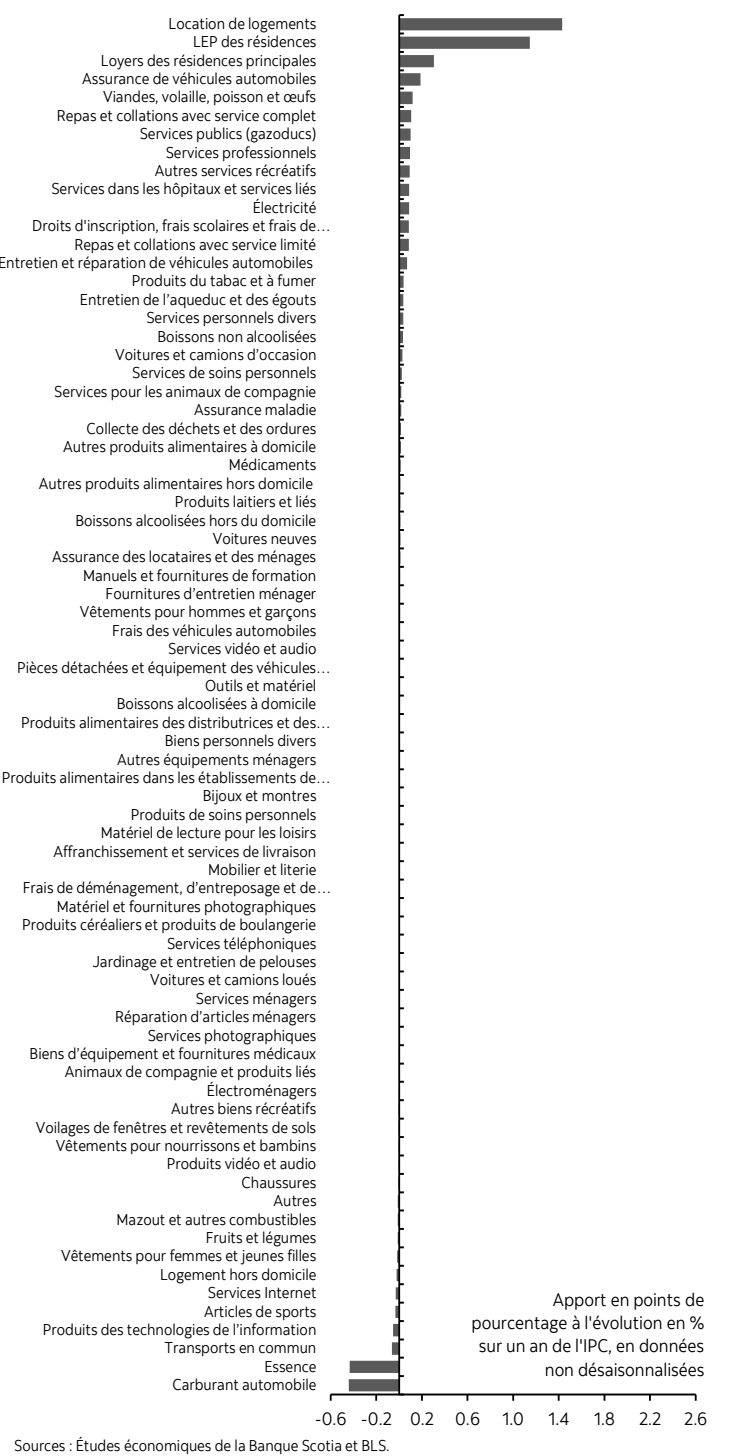 Location de logements
LEP des résidences
Loyers des résidences principales
Assurance de véhicules automobiles
Viandes, volaille, poisson et œufs
Repas et collations avec service complet
Services publics (gazoducs)
Services professionnels
Autres services récréatifs
Services dans les hôpitaux et services liés
Électricité
Droits d'inscription, frais scolaires et frais de…
Repas et collations avec service limité
Entretien et réparation de véhicules automobiles
Produits du tabac et à fumer
Entretien de l'aqueduc et des égouts
Services personnels divers
Boissons non alcoolisées
Voitures et camions d'occasion
Services de soins personnels
Services pour les animaux de compagnie
Assurance maladie
Collecte des déchets et des ordures
Autres produits alimentaires à domicile
Médicaments
Autres produits alimentaires hors domicile
Produits laitiers et liés
Boissons alcoolisées hors du domicile
Voitures neuves
Assurance des locataires et des ménages
Manuels et fournitures de formation
Fournitures d'entretien ménager
Vêtements pour hommes et garçons
Frais des véhicules automobiles
Services vidéo et audio
Pièces détachées et équipement des véhicules…
Outils et matériel
Boissons alcoolisées à domicile
Produits alimentaires des distributrices et des…
Biens personnels divers
Autres équipements ménagers
Produits alimentaires dans les établissements de…
Bijoux et montres
Produits de soins personnels
Matériel de lecture pour les loisirs
Affranchissement et services de livraison
Mobilier et literie
Frais de déménagement, d'entreposage et de…
Matériel et fournitures photographiques
Produits céréaliers et produits de boulangerie
Services téléphoniques
Jardinage et entretien de pelouses
Voitures et camions loués
Services ménagers
Réparation d'articles ménagers
Services photographiques
Biens d'équipement et fournitures médicaux
Animaux de compagnie et produits liés
Électroménagers
Autres biens récréatifs
Voilages de fenêtres et revêtements de sols
Vêtements pour nourrissons et bambins
Produits vidéo et audio
Chaussures
Autres
Mazout et autres combustibles
Fruits et légumes
Vêtements pour femmes et jeunes filles
Logement hors domicile
Services Internet
Articles de sports
Produits des technologies de l'information
Transports en commun
Essence
Carburant automobile
Apport en points de
pourcentage à l'évolution en %
sur un an de l'IPC, en données
non désaisonnalisées
-0.6 -0.2 0.2 0.6 1.0 1.4 1.8 2.2 2.6
Sources : Études économiques de la Banque Scotia et BLS.